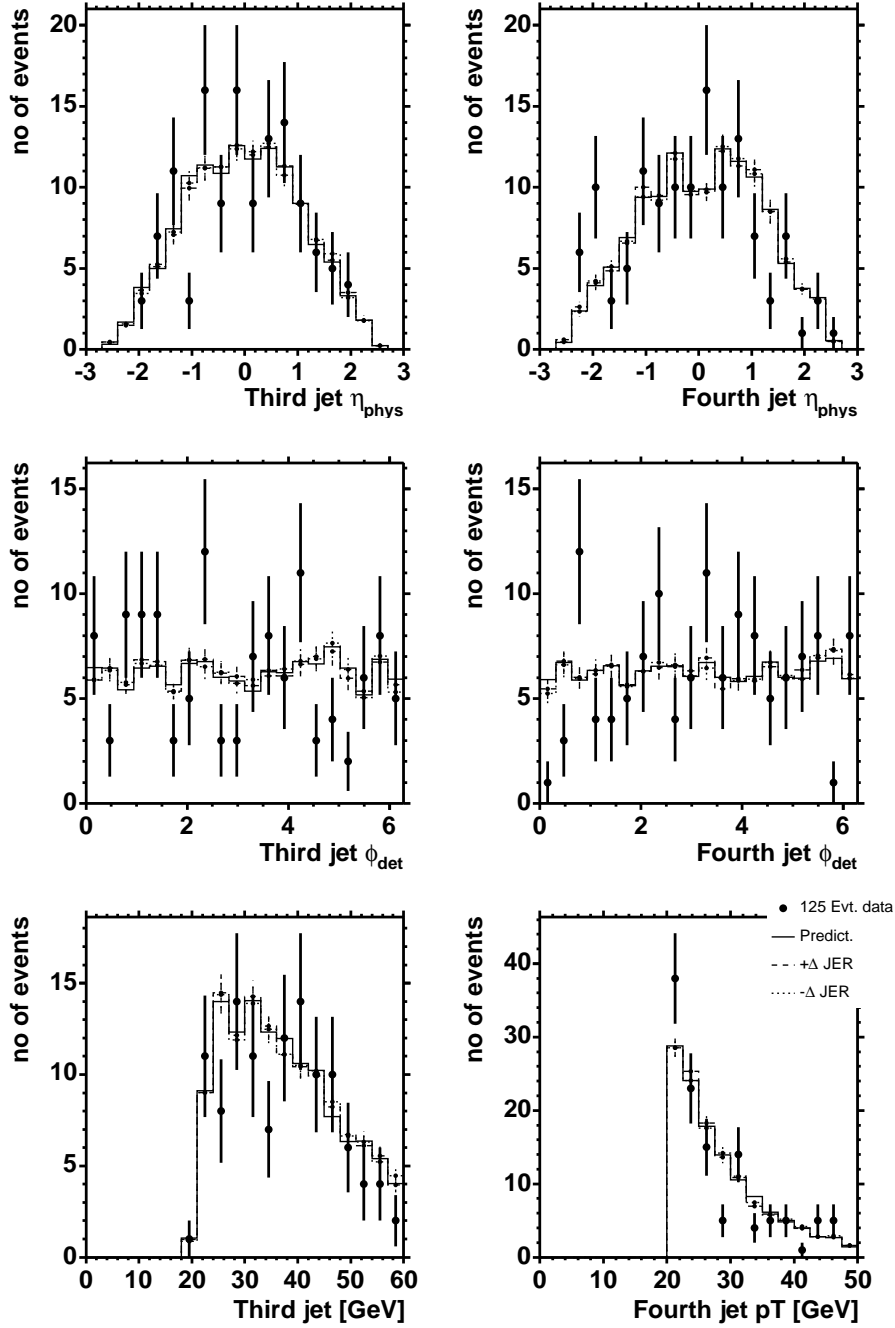 no of events
20
15
10
5
0
-3 -2 -1 0 1 2 3
Third jet ηphys
no of events
20
15
10
5
0
-3 -2 -1 0 1 2 3
Fourth jet ηphys
no of events
15
10
5
0
0 2 4 6
Third jet ϕdet
no of events
15
10
5
0
0 2 4 6
Fourth jet ϕdet
no of events
15
10
5
0
0 10 20 30 40 50 60
Third jet [GeV]
no of events
40
30
20
10
0
0 10 20 30 40 50
Fourth jet pT [GeV]
125 Evt. data
Predict.
+Δ JER
-Δ JER